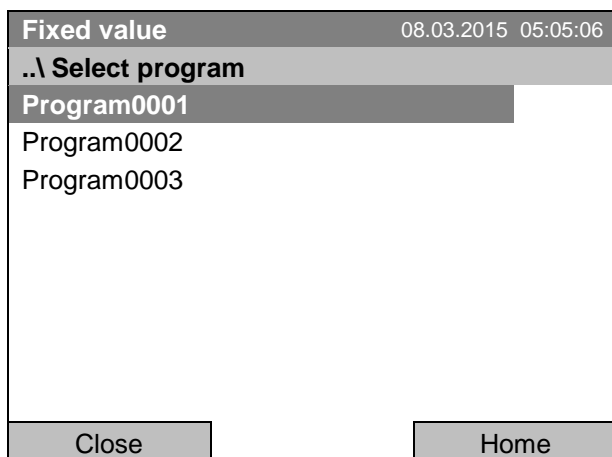 Fixed value 08.03.2015 05:05:06
..\ Select program
Program0001
Program0002
Program0003
Close Home